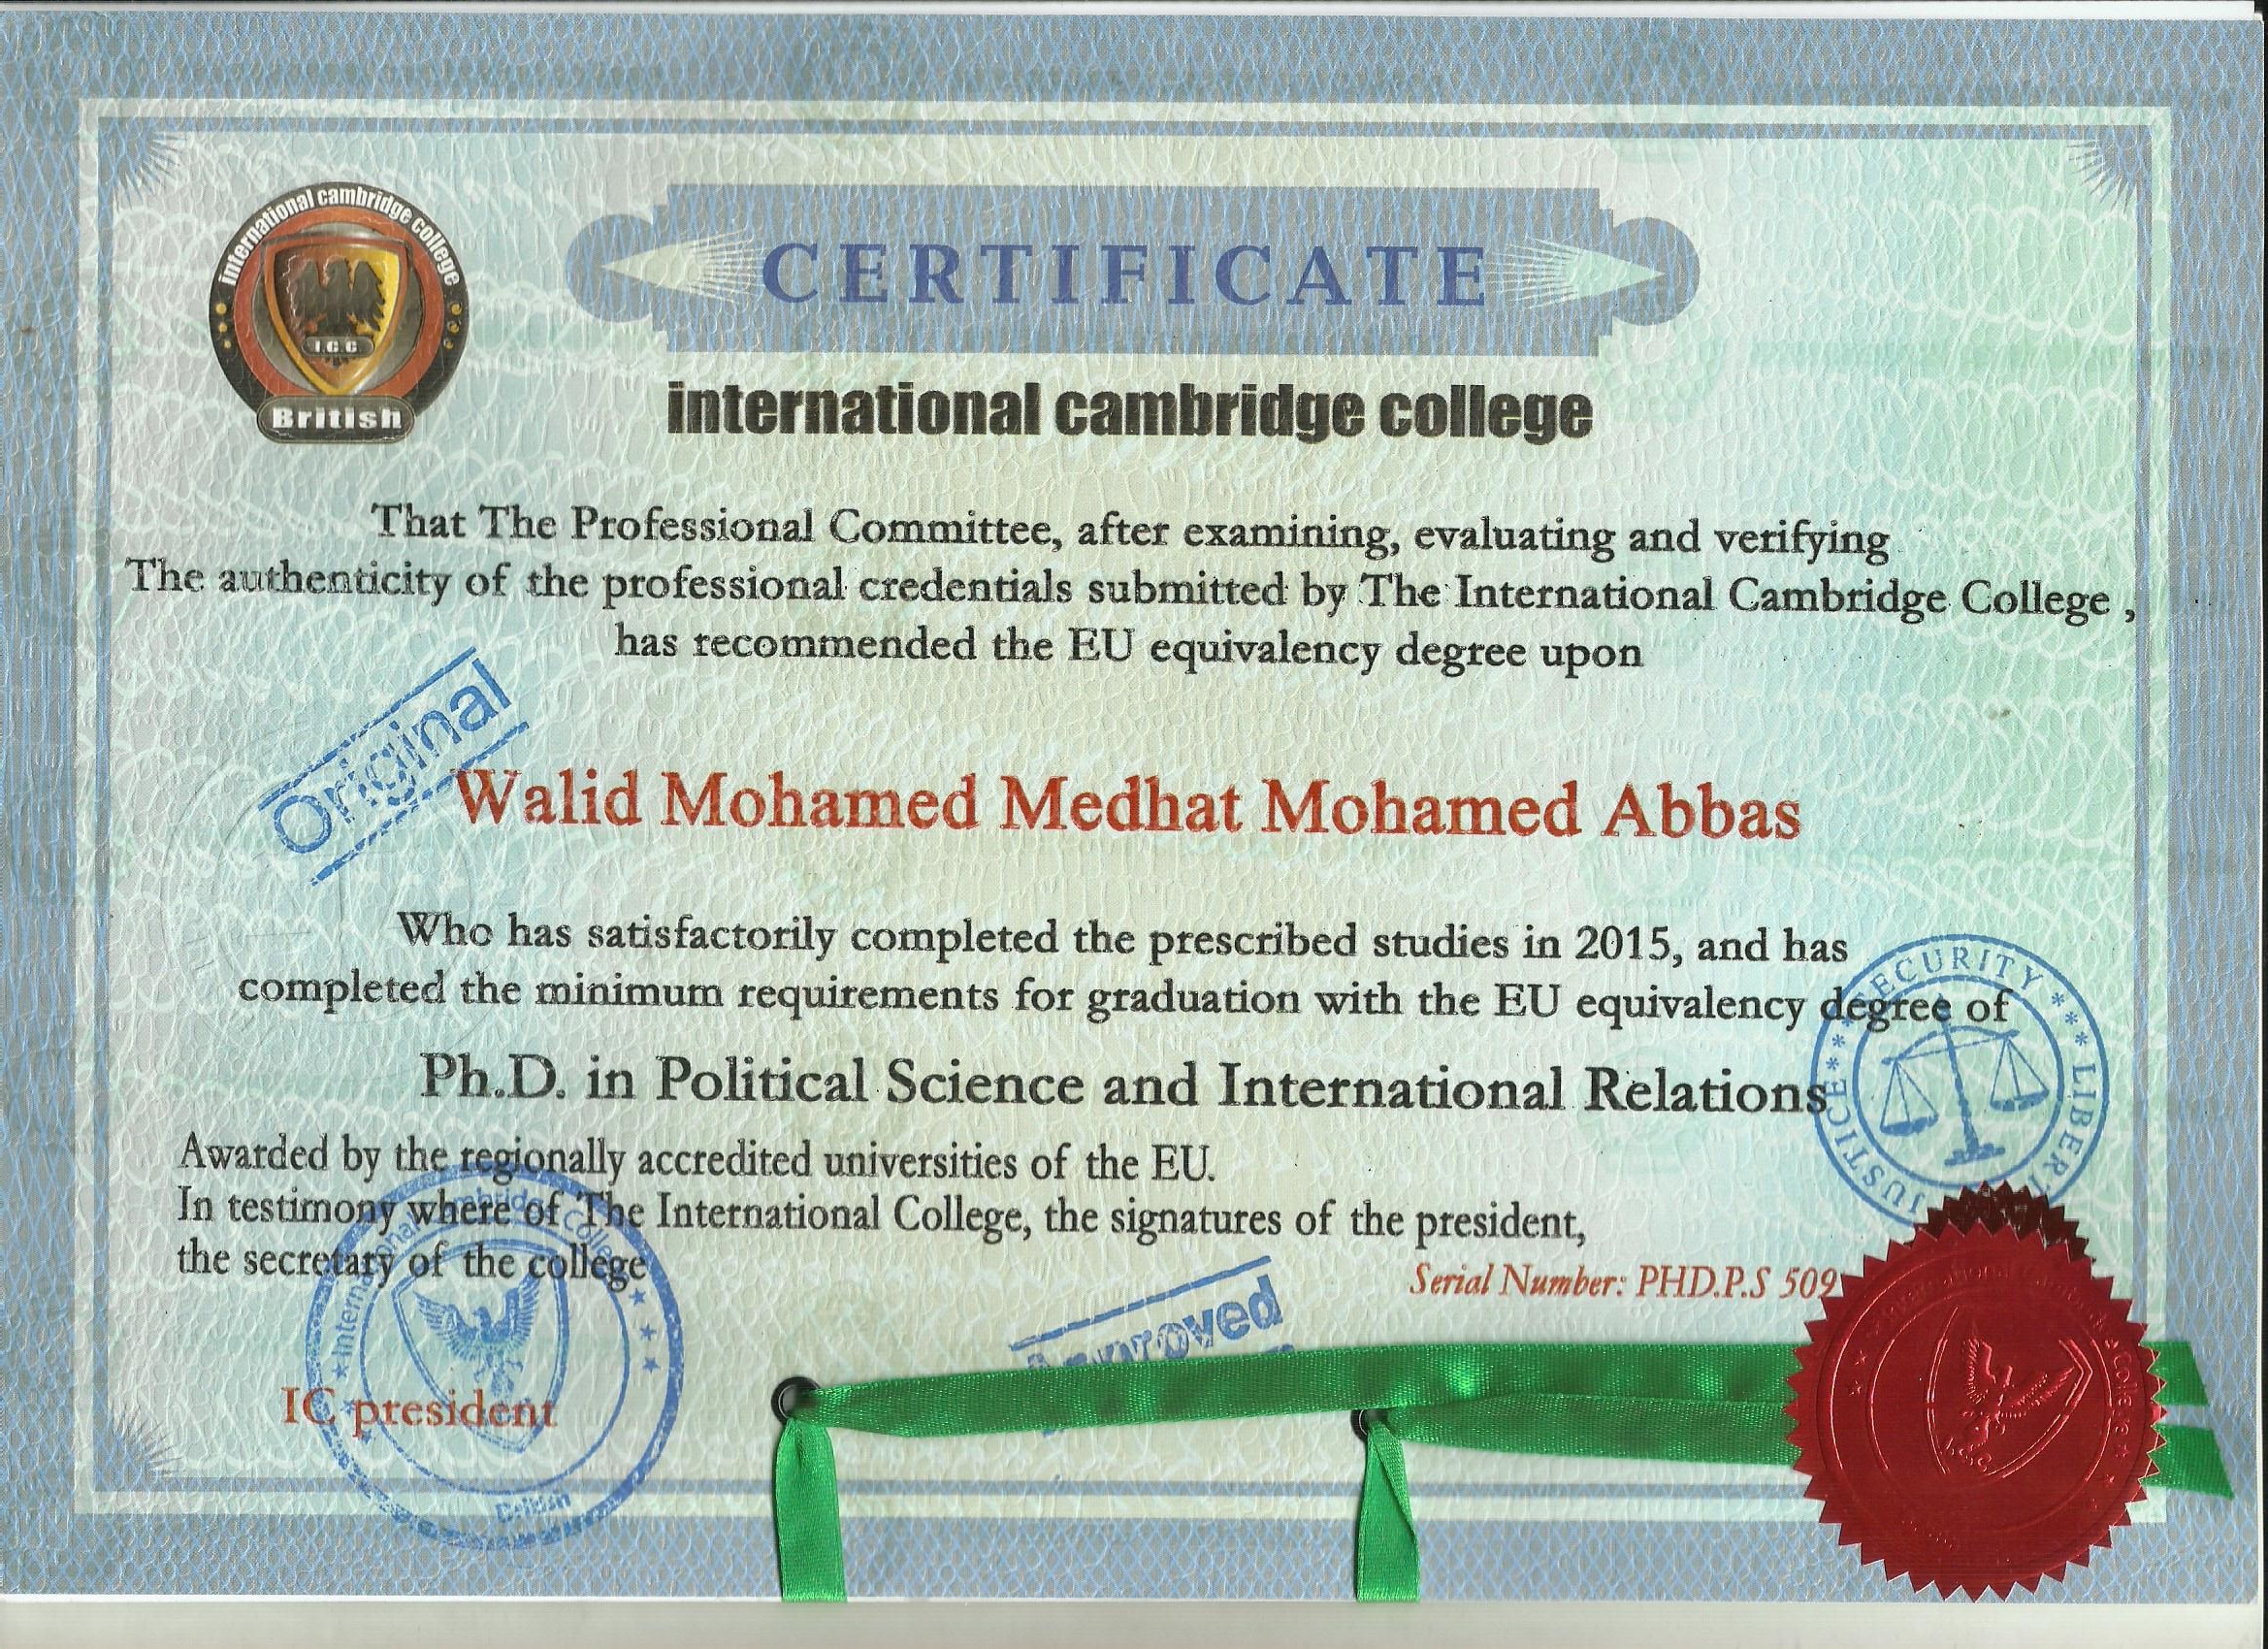 international cambridge college
I.C.C
British
CERTIFICATE
international cambridge college
That The Professional Committee, after examining, evaluating and verifying
The authenticity of the professional credentials submitted by The International Cambridge College ,
has recommended the EU equivalency degree upon
Original
Walid Mohamed Medhat Mohamed Abbas
Who has satisfactorily completed the prescribed studies in 2015, and has
completed the minimum requirements for graduation with the EU equivalency degree of
Ph.D. in Political Science and International Relations
SECURITY *** JUSTICE ***
Awarded by the regionally accredited universities of the EU.
In testimony where of The International College, the signatures of the president,
the secretary of the college
Serial Number: PHD.P.S 509
Approved
International Cambridge College
British
IC president